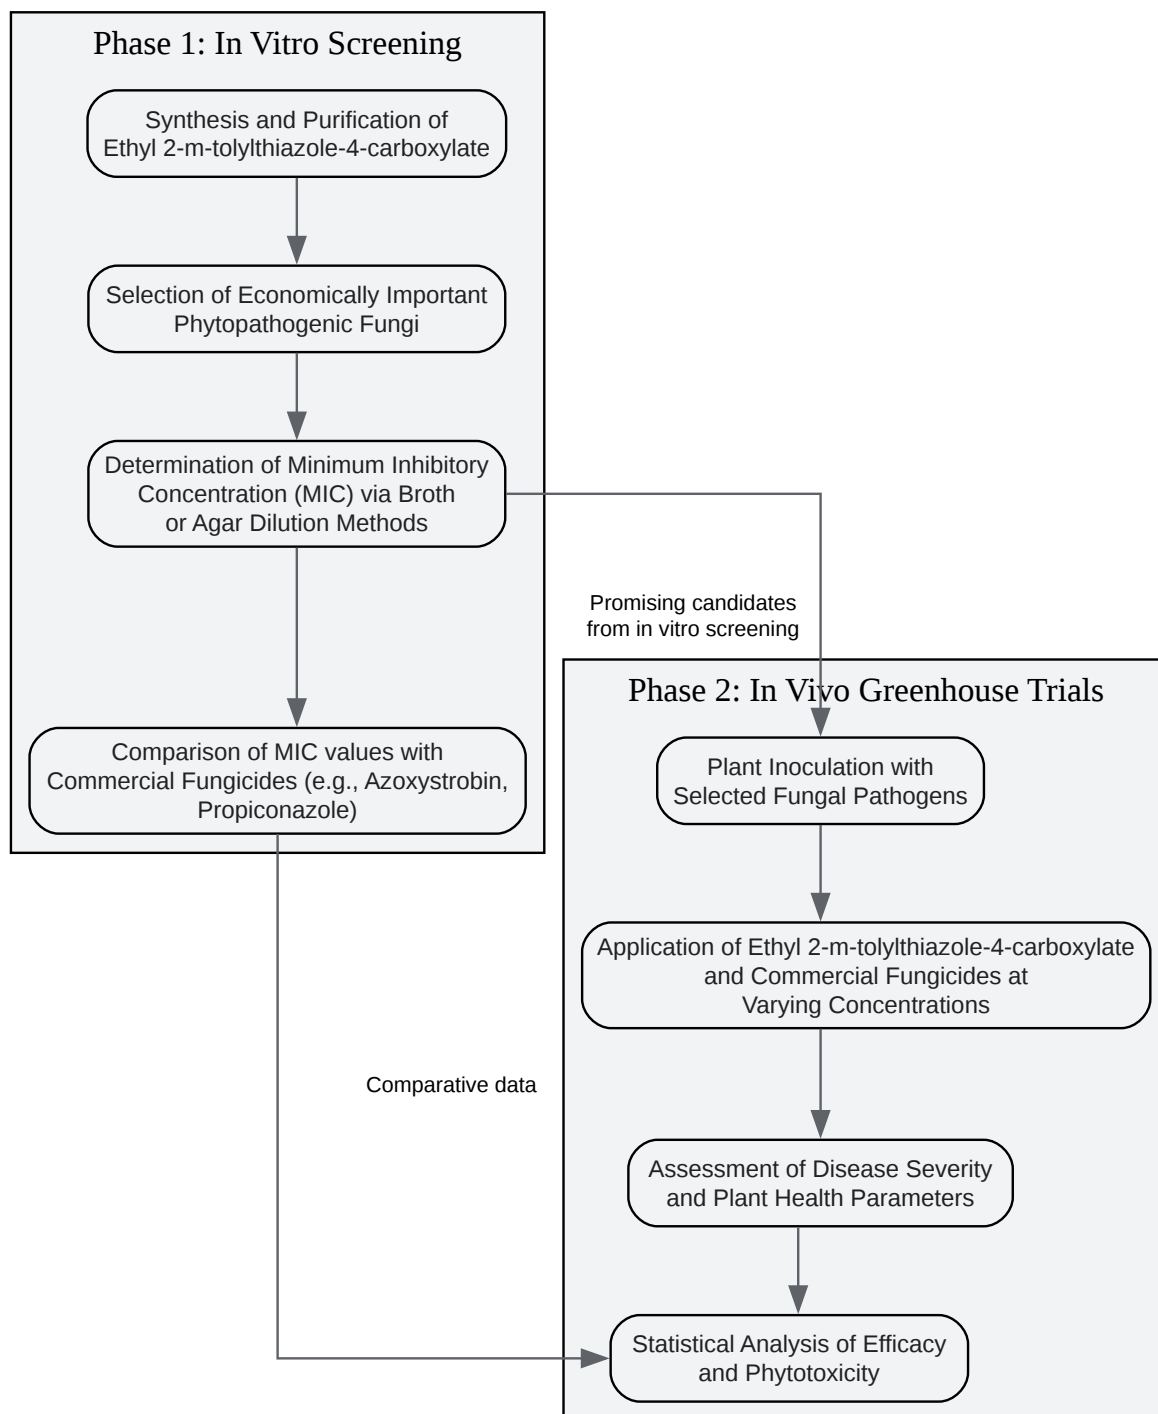 Phase 1: In Vitro Screening
Synthesis and Purification of
Ethyl 2-m-tolylthiazole-4-carboxylate
Selection of Economically Important
Phytopathogenic Fungi
Determination of Minimum Inhibitory
Concentration (MIC) via Broth
or Agar Dilution Methods
Promising candidates
from in vitro screening
Comparison of MIC values with
Commercial Fungicides (e.g., Azoxystrobin,
Propiconazole)
Phase 2: In Vivo Greenhouse Trials
Plant Inoculation with
Selected Fungal Pathogens
Application of Ethyl 2-m-tolylthiazole-4-carboxylate
and Commercial Fungicides at
Varying Concentrations
Comparative data
Assessment of Disease Severity
and Plant Health Parameters
Statistical Analysis of Efficacy
and Phytotoxicity